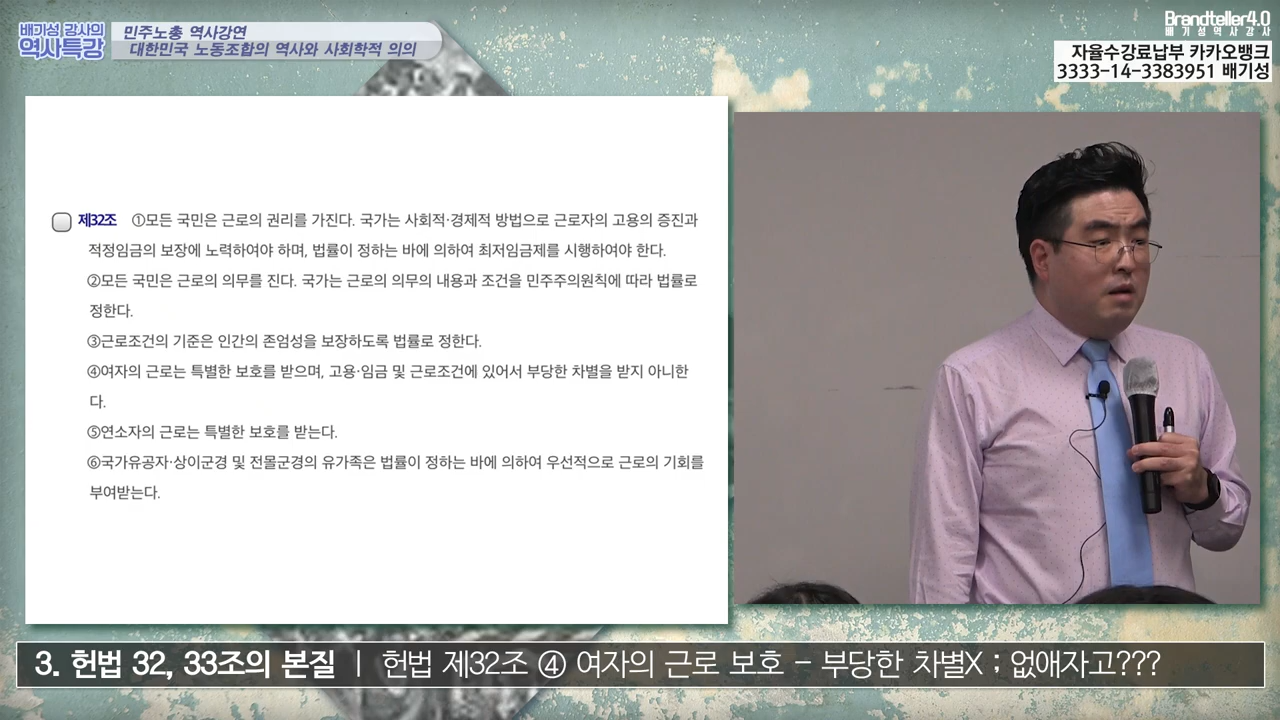 배기성 강사의
역사특강
민주노총 역사강연
대한민국 노동조합의 역사와 사회학적 의의
Brandteller4.0
배기성역사강사
자율수강료납부 카카오뱅크
3333-14-3383951 배기성
제32조 ①모든 국민은 근로의 권리를 가진다. 국가는 사회적·경제적 방법으로 근로자의 고용의 증진과
적정임금의 보장에 노력하여야 하며, 법률이 정하는 바에 의하여 최저임금제를 시행하여야 한다.
②모든 국민은 근로의 의무를 진다. 국가는 근로의 의무의 내용과 조건을 민주주의원칙에 따라 법률로
정한다.
③근로조건의 기준은 인간의 존엄성을 보장하도록 법률로 정한다.
④여자의 근로는 특별한 보호를 받으며, 고용·임금 및 근로조건에 있어서 부당한 차별을 받지 아니한
다.
⑤연소자의 근로는 특별한 보호를 받는다.
⑥국가유공자·상이군경 및 전몰군경의 유가족은 법률이 정하는 바에 의하여 우선적으로 근로의 기회를
부여받는다.
3. 헌법 32, 33조의 본질 | 헌법 제32조 ④ 여자의 근로 보호 - 부당한 차별X ; 없애자고???